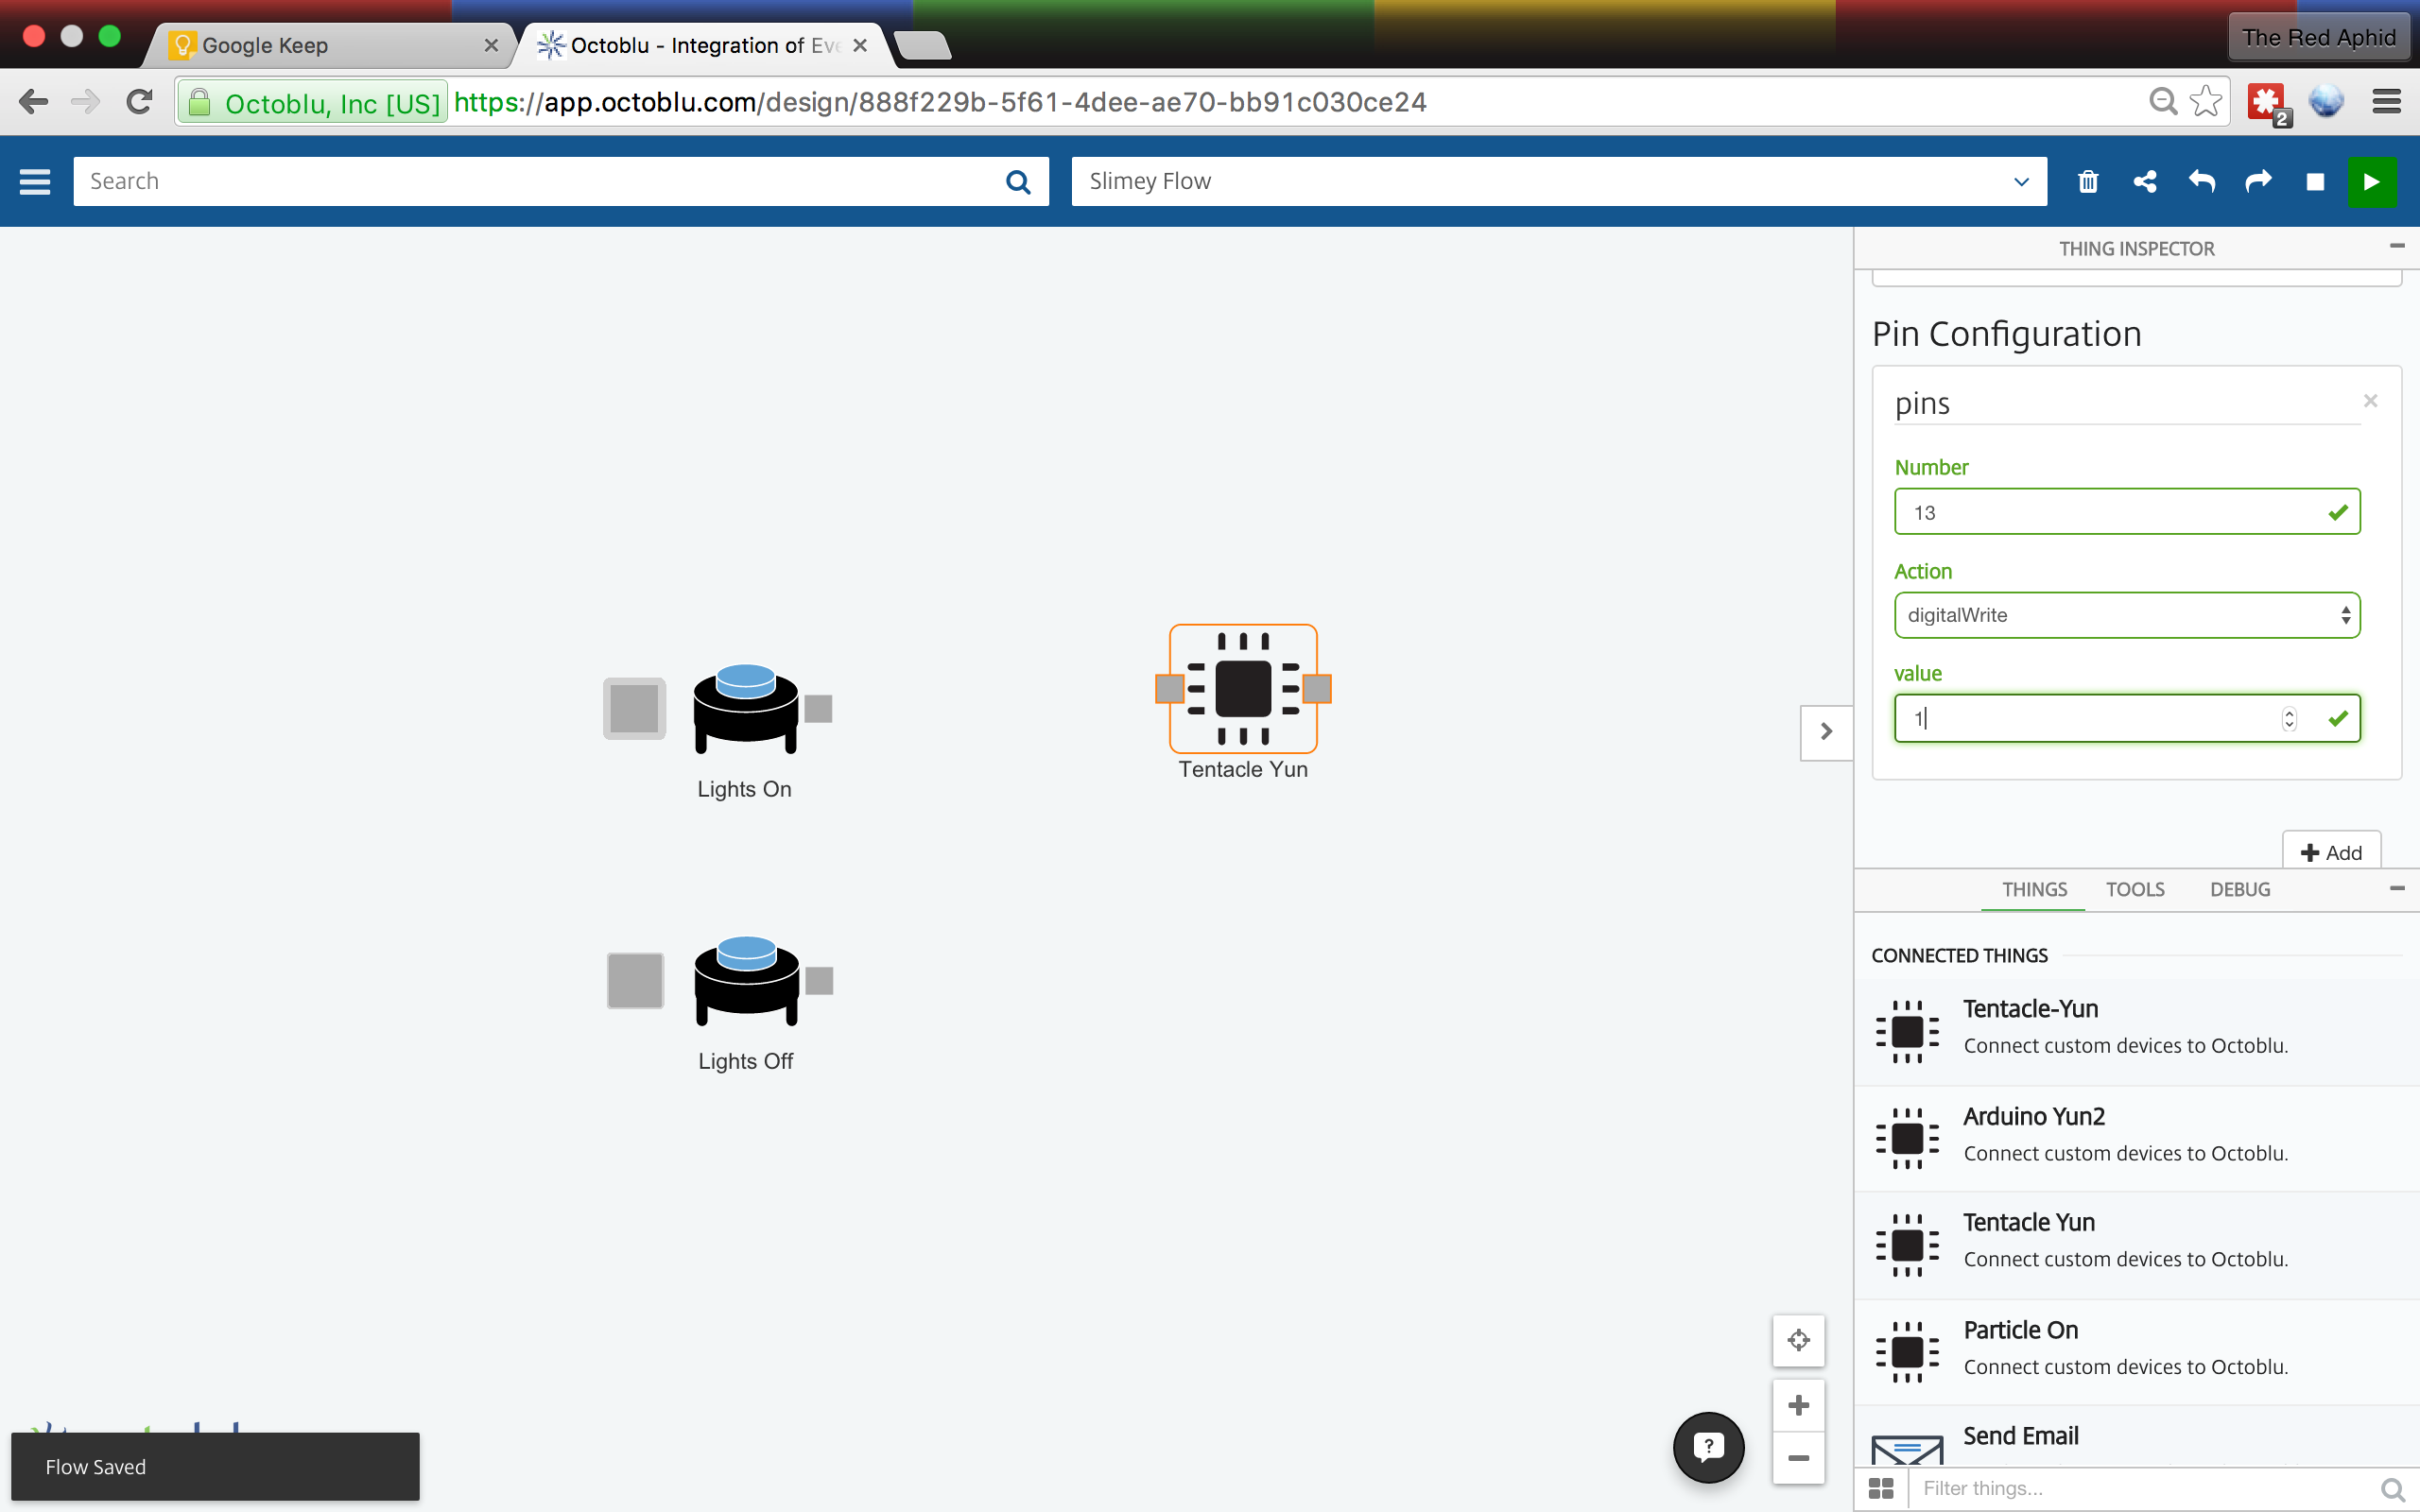 Google Keep
Octoblu - Integration of Eve
The Red Aphid
Octoblu, Inc [US]
https://app.octoblu.com/design/888f229b-5f61-4dee-ae70-bb91c030ce24
2
Search
Slimey Flow
THING INSPECTOR
Pin Configuration
pins
Number
13
Action
digitalWrite
value
1
Add
Lights On
Tentacle Yun
Lights Off
THINGS TOOLS DEBUG
CONNECTED THINGS
Tentacle-Yun
Connect custom devices to Octoblu.
Arduino Yun2
Connect custom devices to Octoblu.
Tentacle Yun
Connect custom devices to Octoblu.
Particle On
Connect custom devices to Octoblu.
Send Email
Filter things...
?
Flow Saved